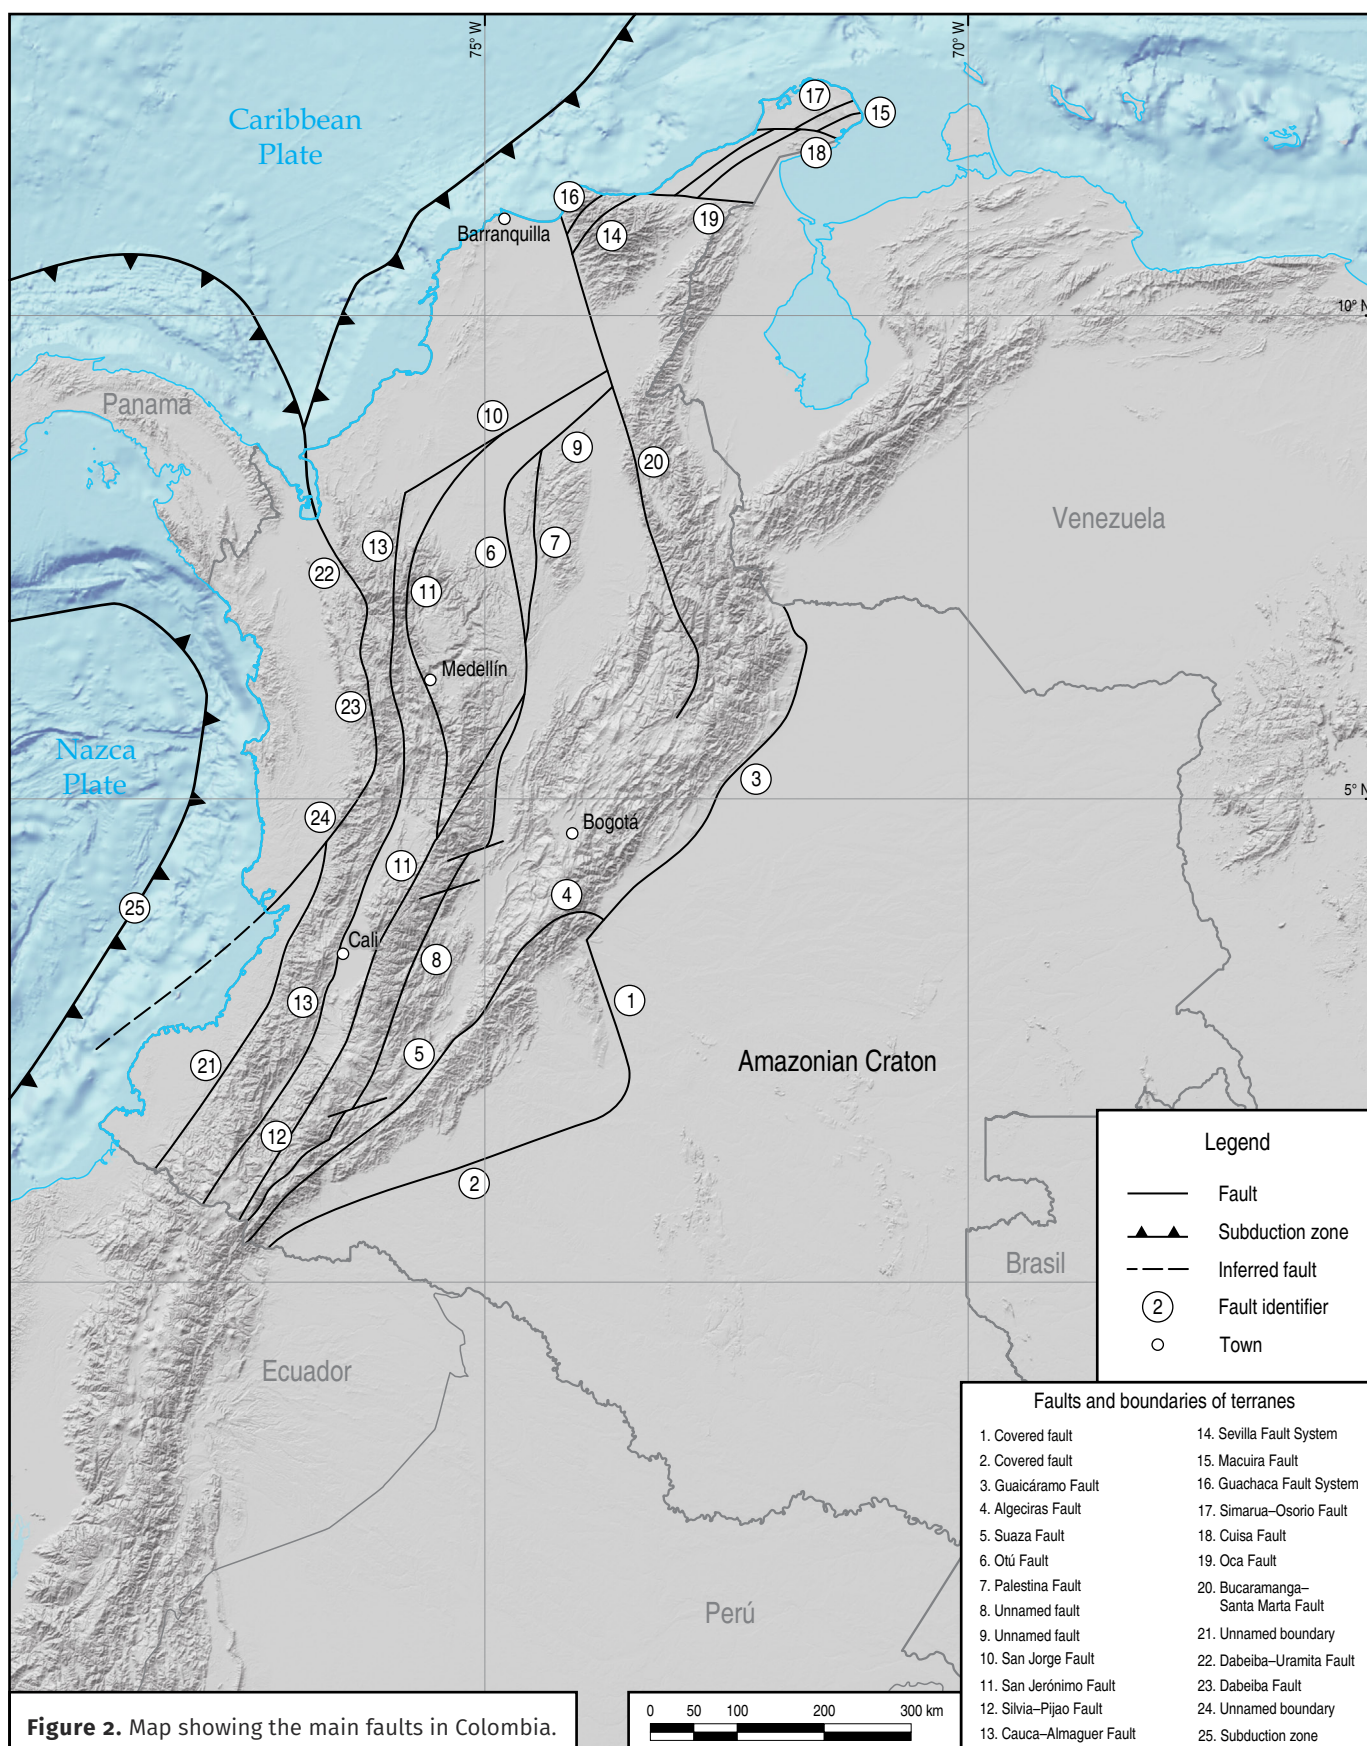 75° W
70° W
Caribbean
Plate
17
15
18
16
19
14
Barranquilla
10° N
Panamá
10
9
20
Venezuela
13
6
7
22
11
Medellín
23
Nazca
Plate
3
5° N
24
Bogotá
11
4
25
Cali
8
13
1
5
21
Amazonian Craton
12
2
Brasil
Ecuador
Perú
Legend
Fault
Subduction zone
Inferred fault
2 Fault identifier
Town
Faults and boundaries of terranes
1. Covered fault
2. Covered fault
3. Guaicáramo Fault
4. Algeciras Fault
5. Suaza Fault
6. Otú Fault
7. Palestina Fault
8. Unnamed fault
9. Unnamed fault
10. San Jorge Fault
11. San Jerónimo Fault
12. Silvia–Pijao Fault
13. Cauca–Almaguer Fault
14. Sevilla Fault System
15. Macuira Fault
16. Guachaca Fault System
17. Simarua–Osorio Fault
18. Cuisa Fault
19. Oca Fault
20. Bucaramanga–
Santa Marta Fault
21. Unnamed boundary
22. Dabeiba–Uramita Fault
23. Dabeiba Fault
24. Unnamed boundary
25. Subduction zone
0 50 100 200 300 km
Figure 2. Map showing the main faults in Colombia.